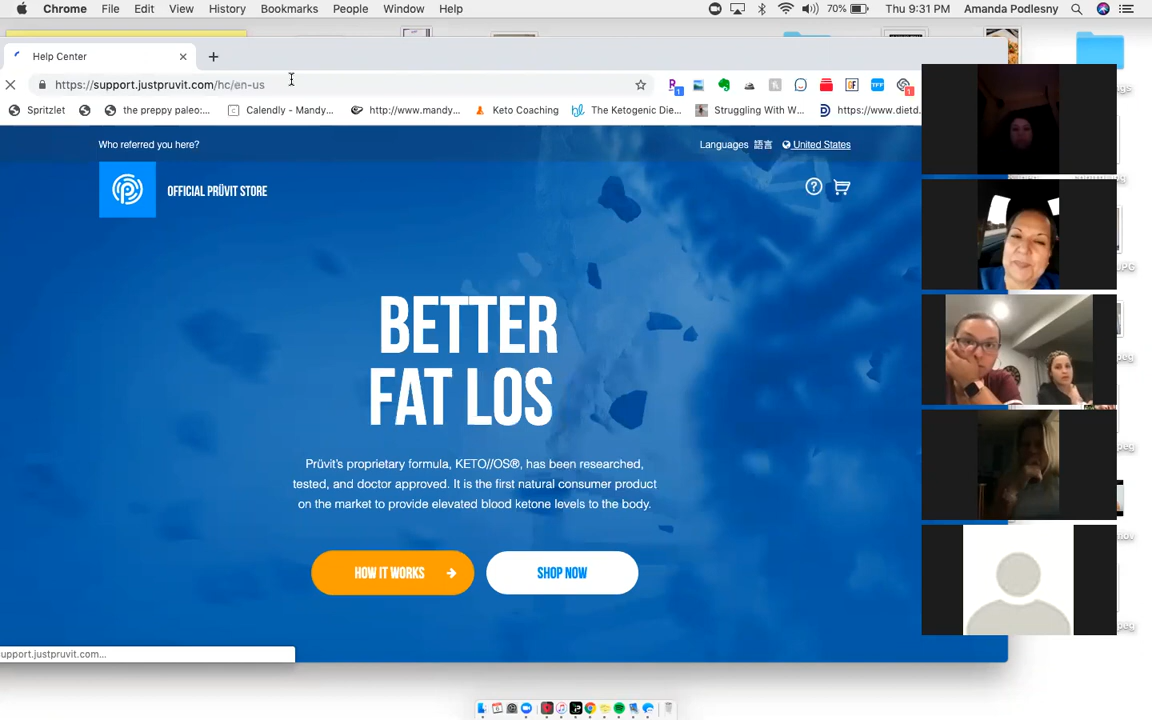 Chrome File Edit View History Bookmarks People Window Help 70% Thu 9:31 PM Amanda Podlesny
Help Center
https://support.justpruvit.com/hc/en-us
Spritzlet the preppy paleo:... Calendly - Mandy... http://www.mandy... Keto Coaching The Ketogenic Die... Struggling With W... https://www.dietd
Who referred you here? Languages 語言 United States
OFFICIAL PRÜVIT STORE
BETTER
FAT LOS
Prüvit's proprietary formula, KETO//OS®, has been researched,
tested, and doctor approved. It is the first natural consumer product
on the market to provide elevated blood ketone levels to the body.
HOW IT WORKS SHOP NOW
upport.justpruvit.com...